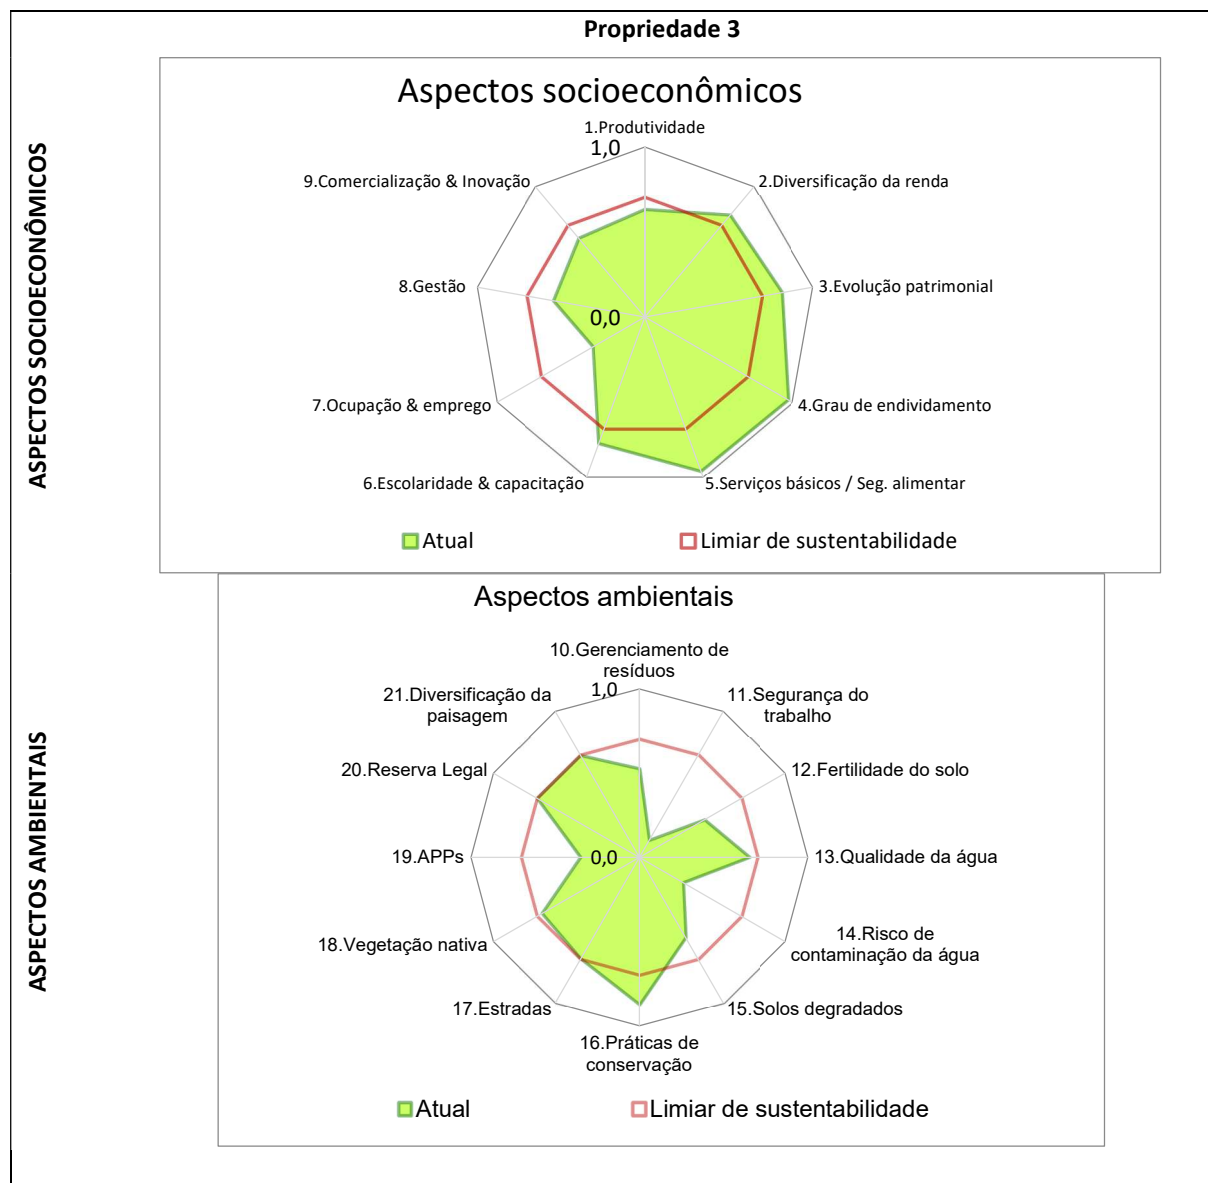 Propriedade 3
ASPECTOS SOCIOECONÔMICOS
Aspectos socioeconômicos
1.Produtividade
1,0
9.Comercialização & Inovação
2.Diversificação da renda
8.Gestão
3.Evolução patrimonial
0,0
7.Ocupação & emprego
4.Grau de endividamento
6.Escolaridade & capacitação
5.Serviços básicos / Seg. alimentar
Atual
Limiar de sustentabilidade
ASPECTOS AMBIENTAIS
Aspectos ambientais
10.Gerenciamento de
resíduos
1,0
21.Diversificação da
paisagem
11.Segurança do
trabalho
20.Reserva Legal
12.Fertilidade do solo
19.APPs
0,0
13.Qualidade da água
18.Vegetação nativa
14.Risco de
contaminação da água
17.Estradas
15.Solos degradados
16.Práticas de
conservação
Atual
Limiar de sustentabilidade